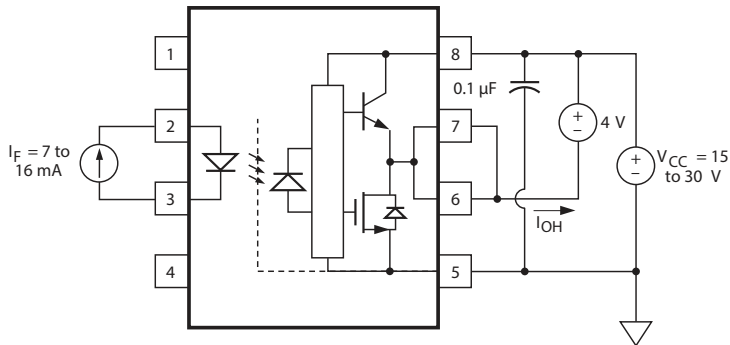 1
8
0.1 µF
2
7
4 V
I_F = 7 to
16 mA
+
−
+
−
V_CC = 15
to 30 V
3
6
I_OH
4
5